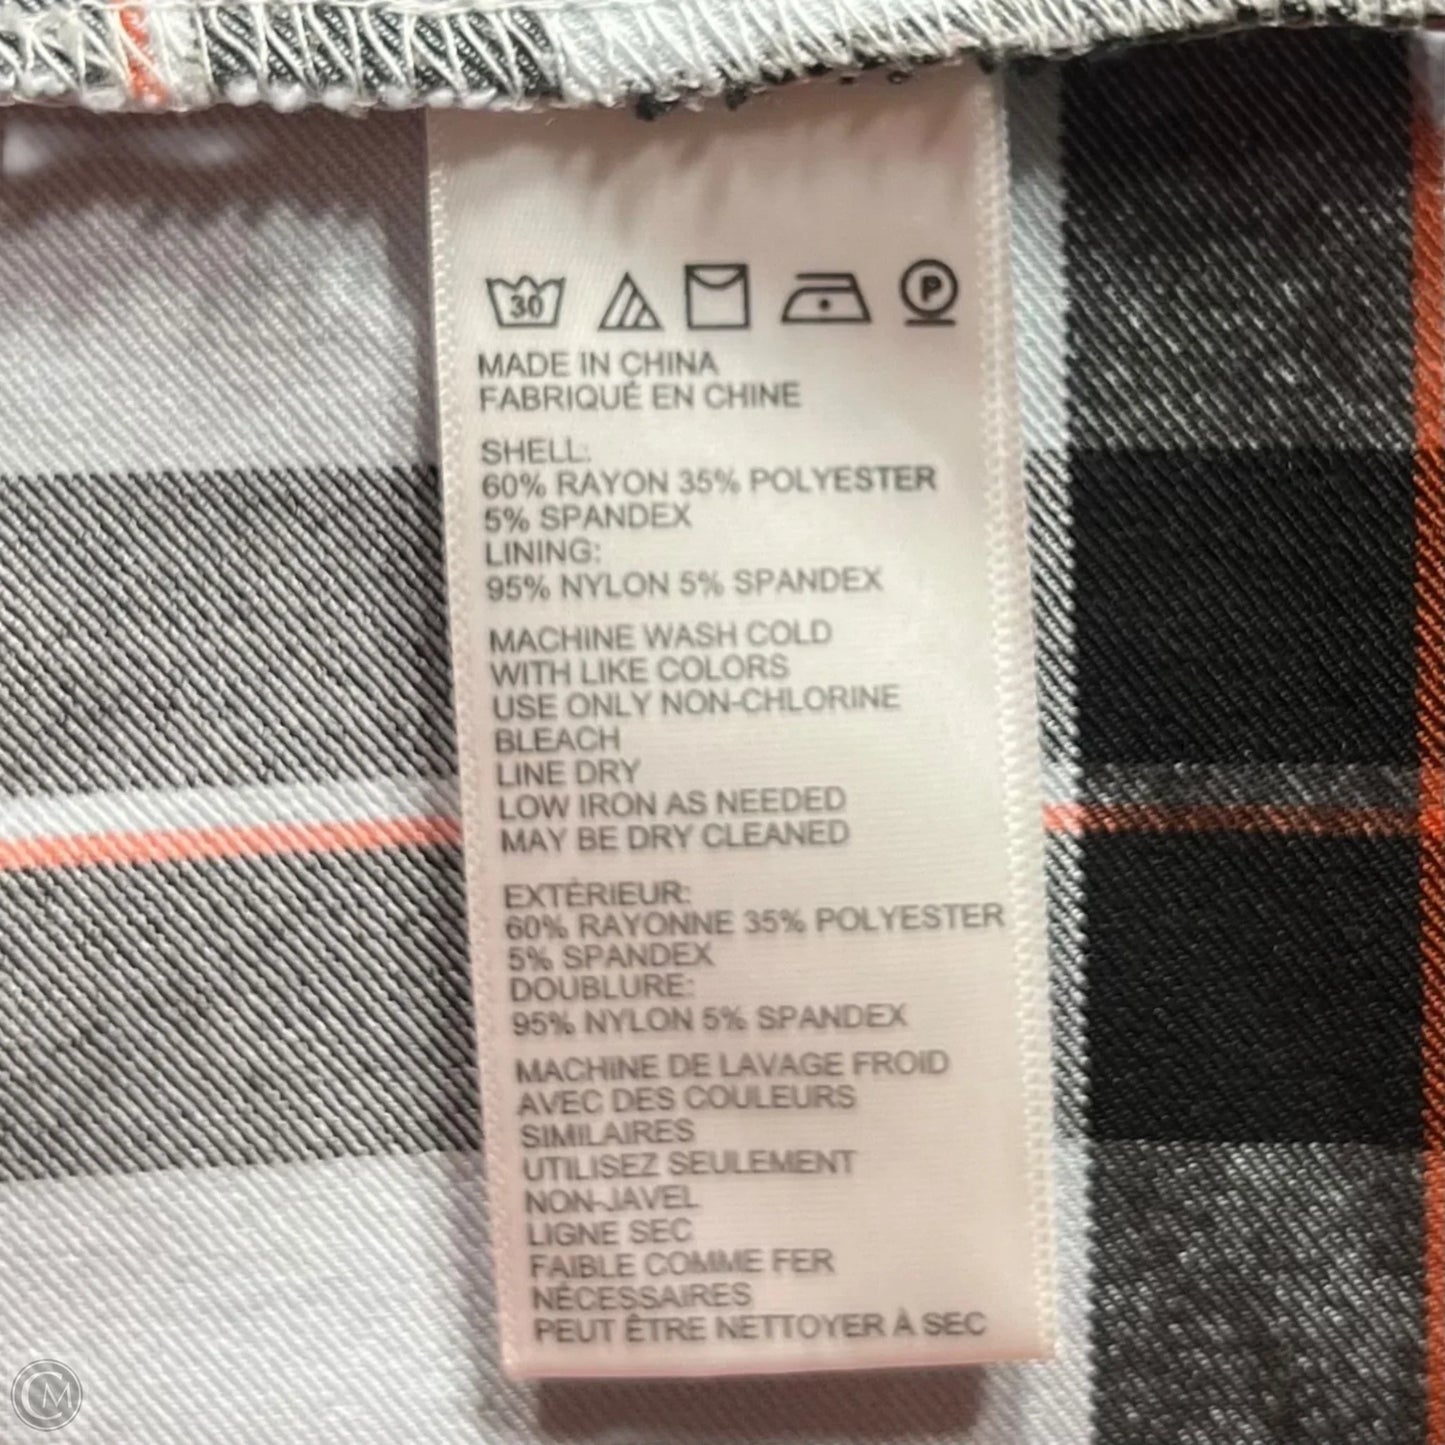 30 P
MADE IN CHINA
FABRIQUÉ EN CHINE
SHELL:
60% RAYON 35% POLYESTER
5% SPANDEX
LINING:
95% NYLON 5% SPANDEX
MACHINE WASH COLD
WITH LIKE COLORS
USE ONLY NON-CHLORINE
BLEACH
LINE DRY
LOW IRON AS NEEDED
MAY BE DRY CLEANED
EXTÉRIEUR:
60% RAYONNE 35% POLYESTER
5% SPANDEX
DOUBLURE:
95% NYLON 5% SPANDEX
MACHINE DE LAVAGE FROID
AVEC DES COULEURS
SIMILAIRES
UTILISEZ SEULEMENT
NON-JAVEL
LIGNE SEC
FAIBLE COMME FER
NÉCESSAIRES
PEUT ÊTRE NETTOYER À SEC
CM